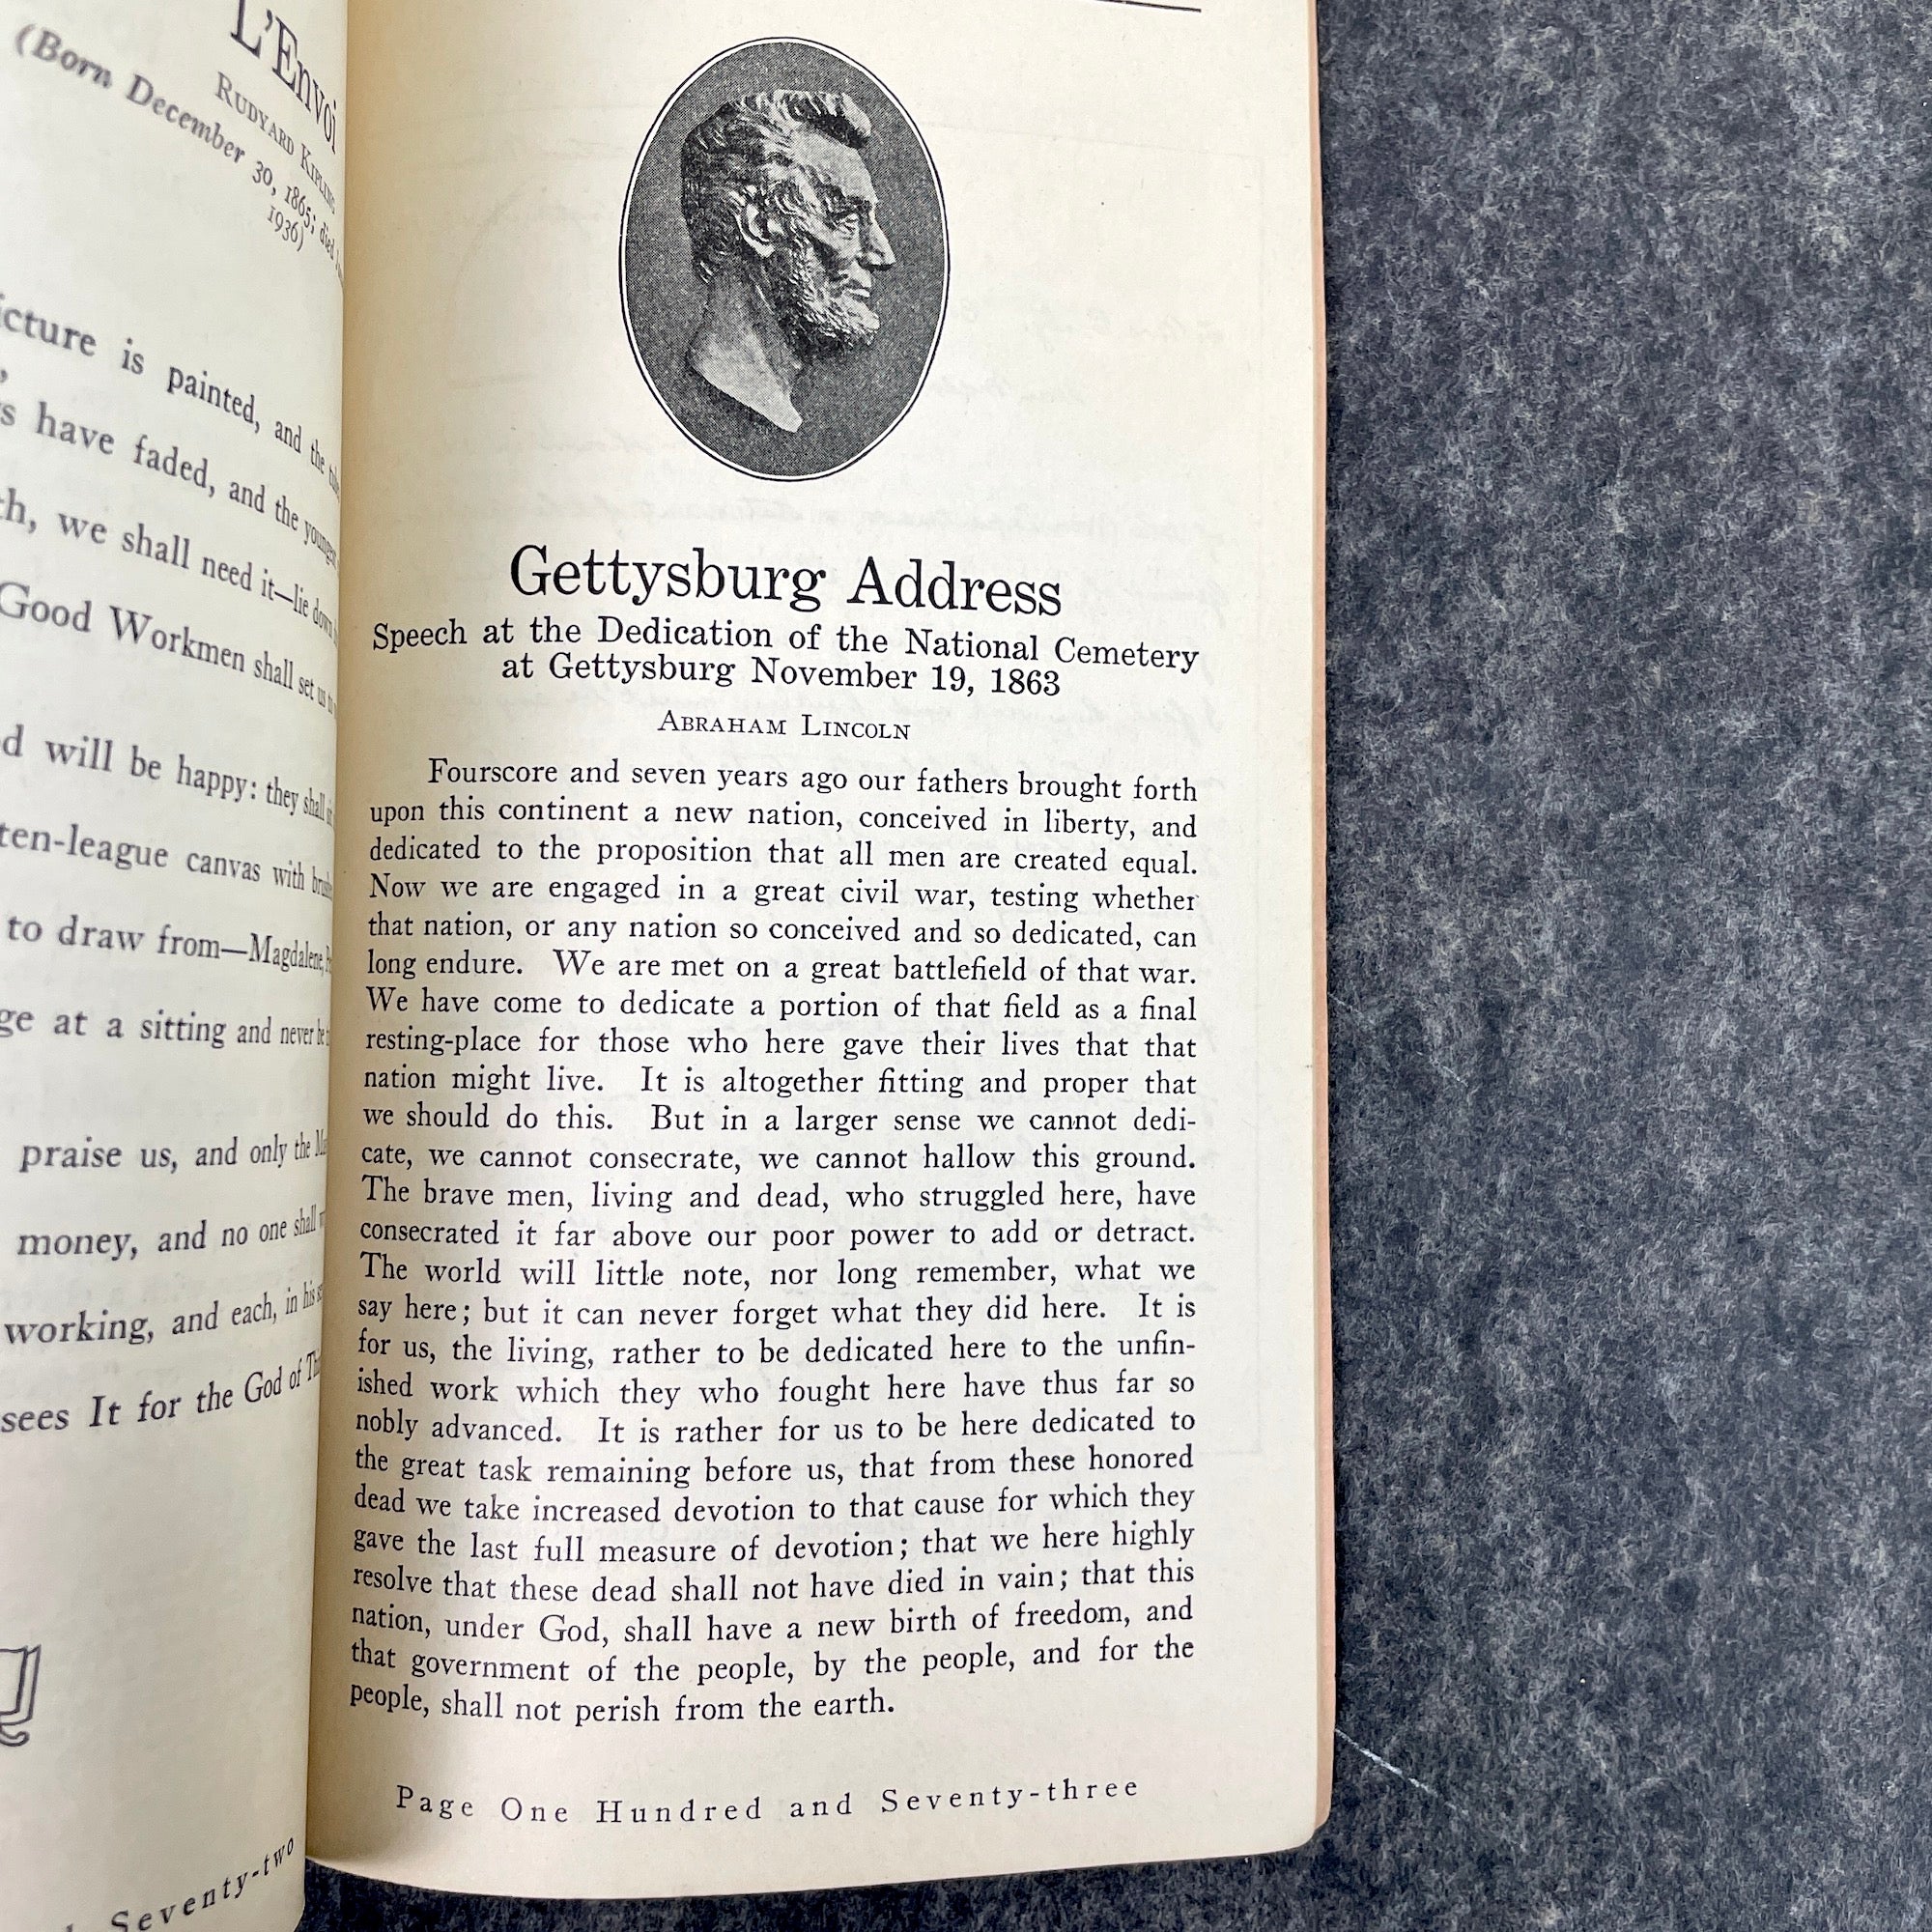 L'Envoi
RUDYARD KIPLING
(Born December 30, 1865; died
1936)
icture is painted, and the
have faded, and the youngest
we shall need it—lie down
Good Workmen shall set us to
will be happy: they shall
ten-league canvas with
to draw from—Magdalene,
at a sitting and never be
praise us, and only the
money, and no one shall
working, and each, in his
sees It for the God of
Seventy-two
Gettysburg Address
Speech at the Dedication of the National Cemetery
at Gettysburg November 19, 1863
ABRAHAM LINCOLN
Fourscore and seven years ago our fathers brought forth
upon this continent a new nation, conceived in liberty, and
dedicated to the proposition that all men are created equal.
Now we are engaged in a great civil war, testing whether
that nation, or any nation so conceived and so dedicated, can
long endure. We are met on a great battlefield of that war.
We have come to dedicate a portion of that field as a final
resting-place for those who here gave their lives that that
nation might live. It is altogether fitting and proper that
we should do this. But in a larger sense we cannot dedi-
cate, we cannot consecrate, we cannot hallow this ground.
The brave men, living and dead, who struggled here, have
consecrated it far above our poor power to add or detract.
The world will little note, nor long remember, what we
say here; but it can never forget what they did here. It is
for us, the living, rather to be dedicated here to the unfin-
ished work which they who fought here have thus far so
nobly advanced. It is rather for us to be here dedicated to
the great task remaining before us, that from these honored
dead we take increased devotion to that cause for which they
gave the last full measure of devotion; that we here highly
resolve that these dead shall not have died in vain; that this
nation, under God, shall have a new birth of freedom, and
that government of the people, by the people, and for the
people, shall not perish from the earth.
Page One Hundred and Seventy-three